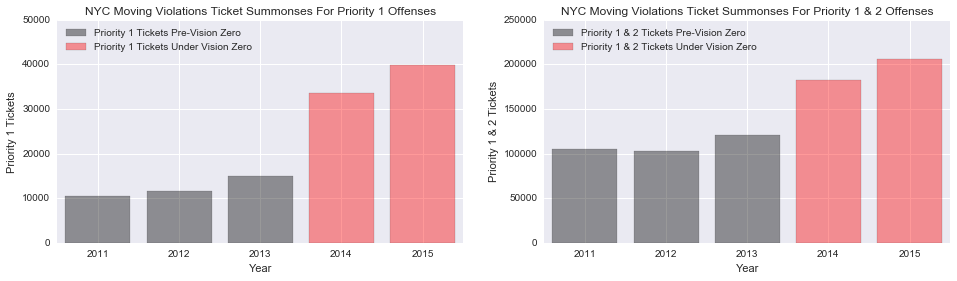 NYC Moving Violations Ticket Summonses For Priority 1 Offenses
50000
40000
30000
20000
10000
0
Priority 1 Tickets
Priority 1 Tickets Pre-Vision Zero
Priority 1 Tickets Under Vision Zero
2011 2012 2013 2014 2015
Year
NYC Moving Violations Ticket Summonses For Priority 1 & 2 Offenses
250000
200000
150000
100000
50000
0
Priority 1 & 2 Tickets
Priority 1 & 2 Tickets Pre-Vision Zero
Priority 1 & 2 Tickets Under Vision Zero
2011 2012 2013 2014 2015
Year